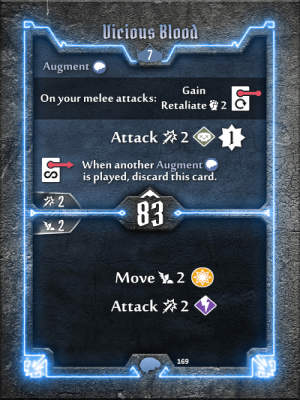 Vicious Blood
7
Augment
On your melee attacks: Gain
Retaliate 2
Attack 2 1
When another Augment
is played, discard this card.
2
83
2
Move 2
Attack 2
169